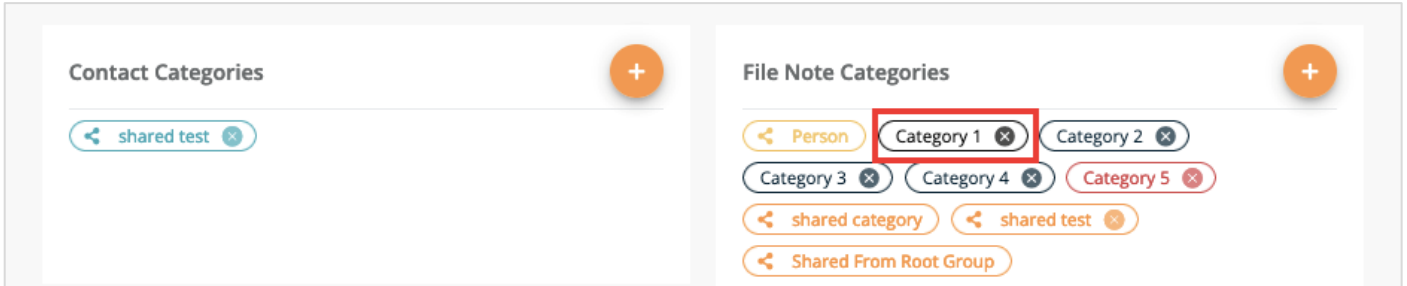 Contact Categories
shared test
File Note Categories
Person Category 1 Category 2
Category 3 Category 4 Category 5
shared category shared test
Shared From Root Group